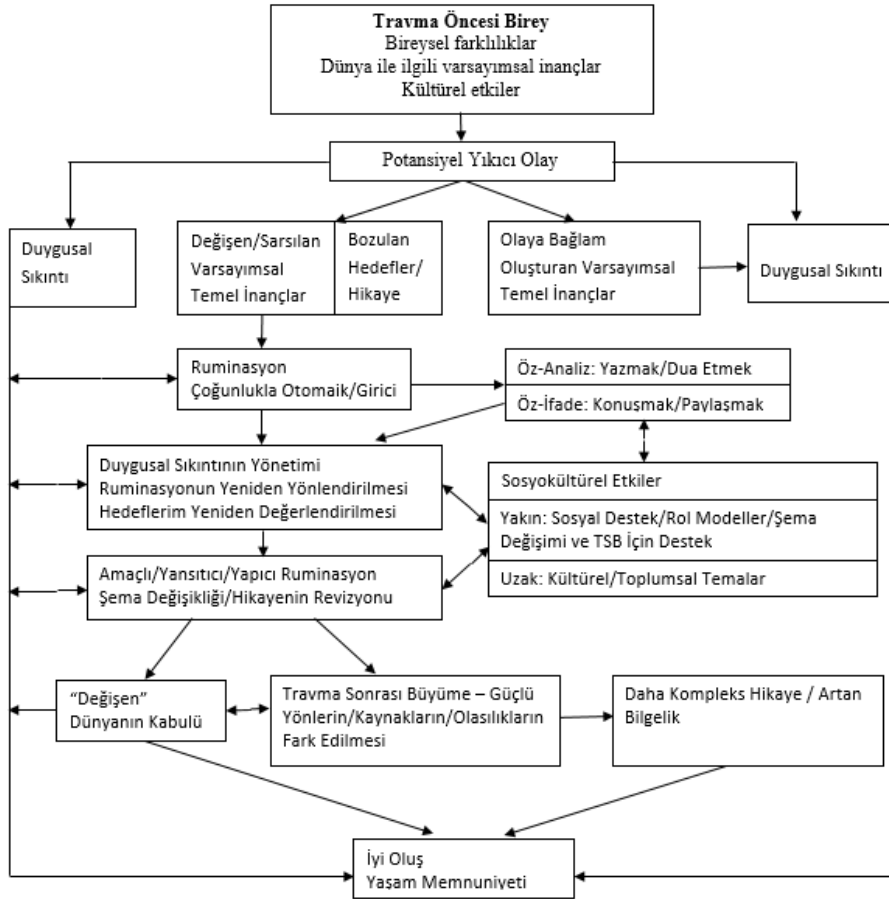 Travma Öncesi Birey
Bireysel farklılıklar
Dünya ile ilgili varsayımsal inançlar
Kültürel etkiler
Potansiyel Yıkıcı Olay
Duygusal
Sıkıntı
Değişen/Sarsılan
Varsayımsal
Temel İnançlar
Bozulan
Hedefler/
Hikaye
Olaya Bağlam
Oluşturan Varsayımsal
Temel İnançlar
Duygusal Sıkıntı
Ruminasyon
Çoğunlukla Otomaik/Girici
Öz-Analiz: Yazmak/Dua Etmek
Öz-İfade: Konuşmak/Paylaşmak
Duygusal Sıkıntının Yönetimi
Ruminasyonun Yeniden Yönlendirilmesi
Hedeflerim Yeniden Değerlendirilmesi
Sosyokültürel Etkiler
Yakın: Sosyal Destek/Rol Modeller/Şema
Değişimi ve TSB İçin Destek
Uzak: Kültürel/Toplumsal Temalar
Amaçlı/Yansıtıcı/Yapıcı Ruminasyon
Şema Değişikliği/Hikayenin Revizyonu
“Değişen”
Dünyanın Kabulü
Travma Sonrası Büyüme – Güçlü
Yönlerin/Kaynakların/Olasılıkların
Fark Edilmesi
Daha Kompleks Hikaye / Artan
Bilgelik
İyi Oluş
Yaşam Memnuniyeti